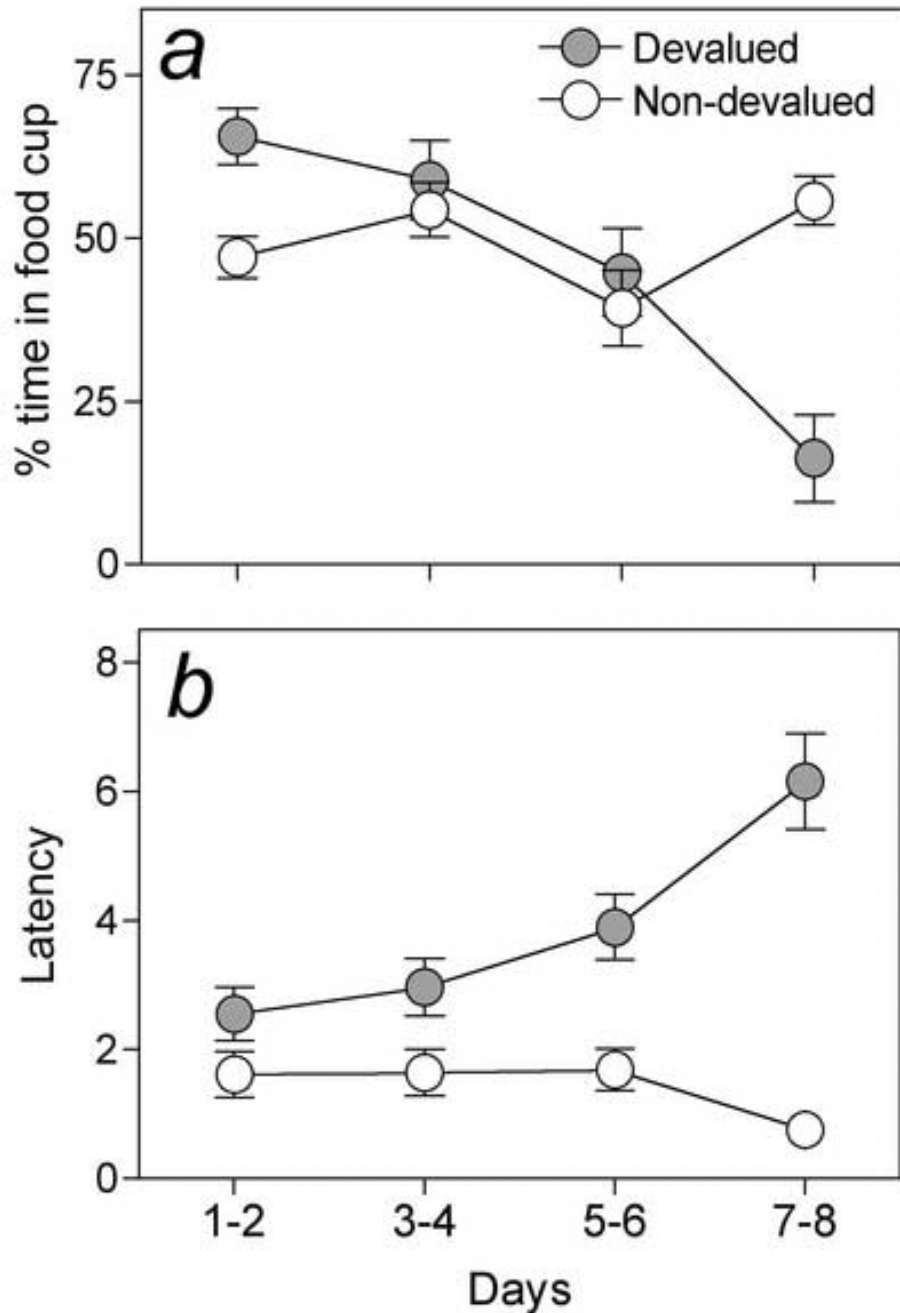 a
Devalued
Non-devalued
75
50
25
0
% time in food cup
b
8
6
4
2
0
Latency
1-2 3-4 5-6 7-8
Days